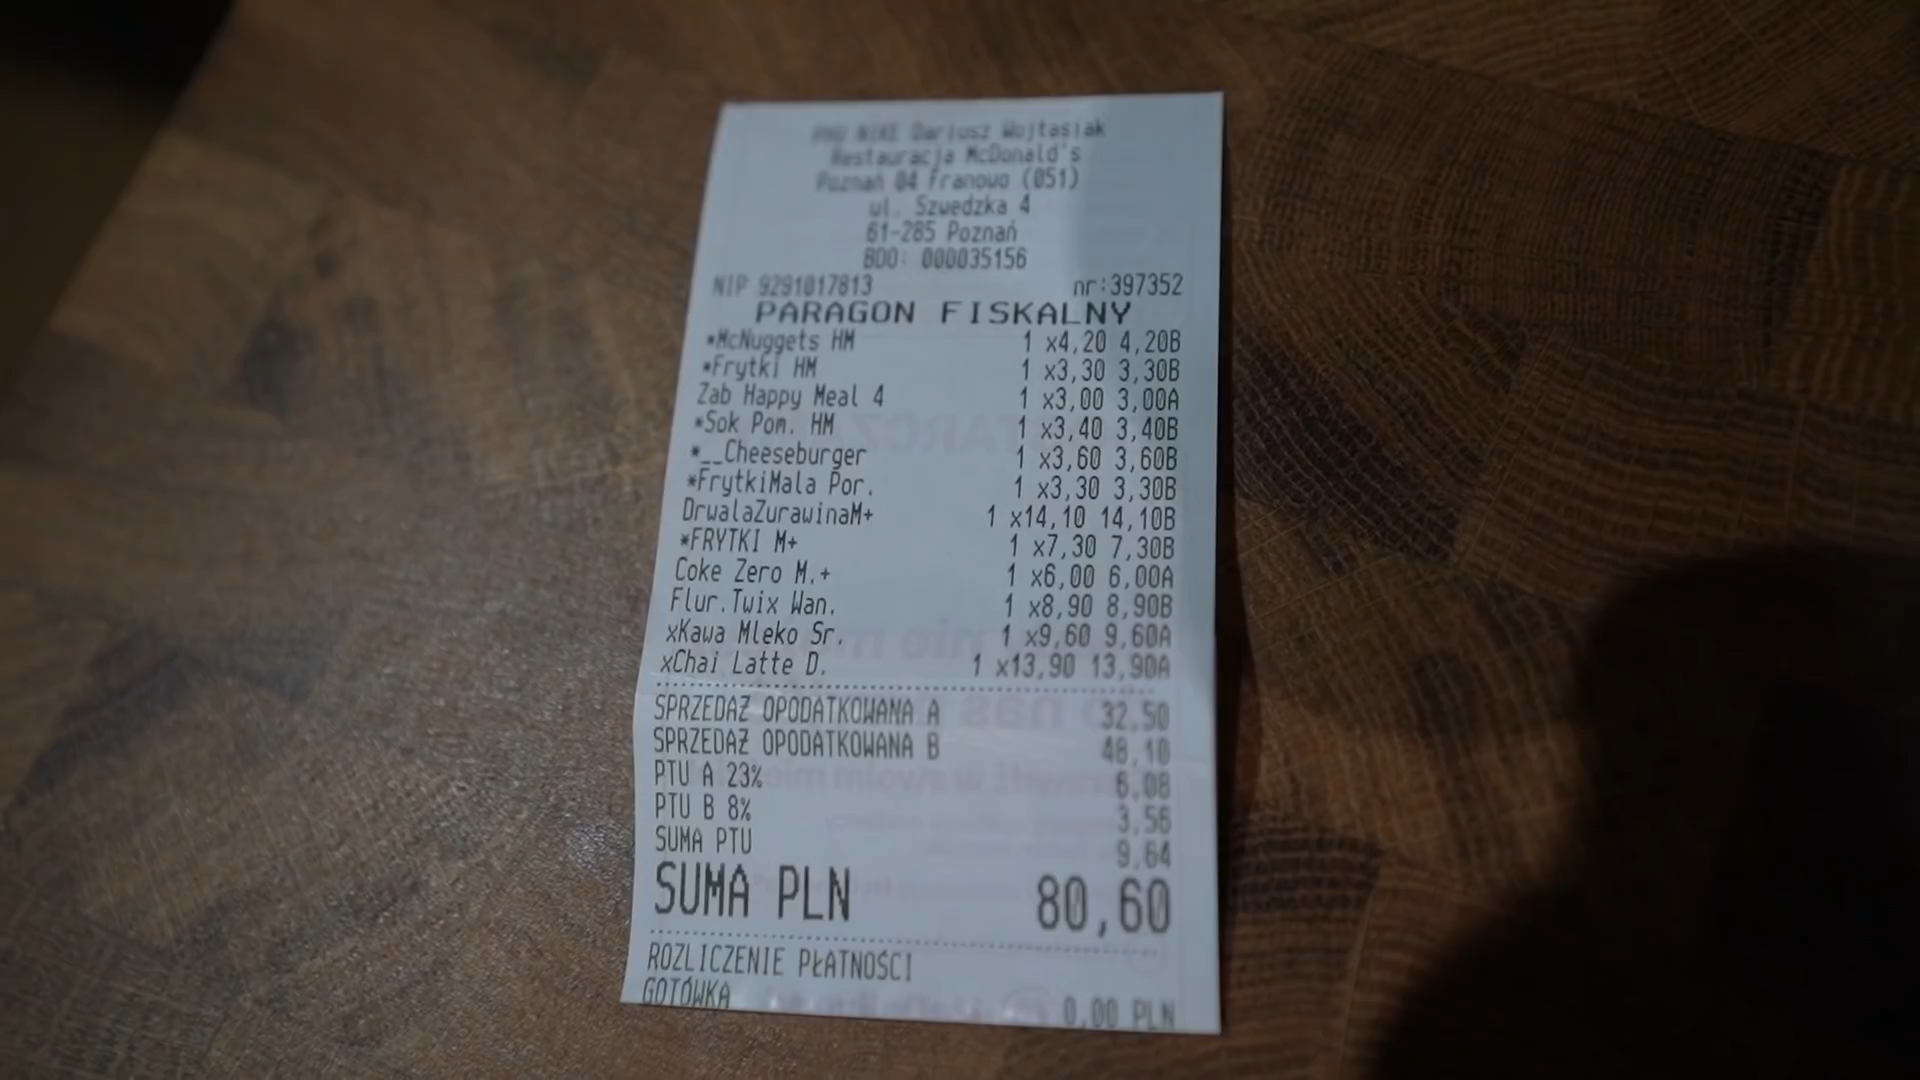 Dariusz Wojtasiak
Restauracja McDonald's
Poznań 04 Franowo (051)
ul. Szwedzka 4
61-285 Poznań
BDO: 000035156
NIP 9291017813 nr:397352
PARAGON FISKALNY
*McNuggets HM 1 x4,20 4,20B
*Frytki HM 1 x3,30 3,30B
Zab Happy Meal 4 1 x3,00 3,00A
*Sok Pom. HM 1 x3,40 3,40B
*__Cheeseburger 1 x3,60 3,60B
*FrytkiMala Por. 1 x3,30 3,30B
DrwalaZurawinaM+ 1 x14,10 14,10B
*FRYTKI M+ 1 x7,30 7,30B
Coke Zero M.+ 1 x6,00 6,00A
Flur.Twix Wan. 1 x8,90 8,90B
xKawa Mleko Sr. 1 x9,60 9,60A
xChai Latte D. 1 x13,90 13,90A
SPRZEDAŻ OPODATKOWANA A 32,50
SPRZEDAŻ OPODATKOWANA B 48,10
PTU A 23% 6,08
PTU B 8% 3,56
SUMA PTU 9,64
SUMA PLN 80,60
ROZLICZENIE PŁATNOŚCI
GOTÓWKA 0,00 PLN